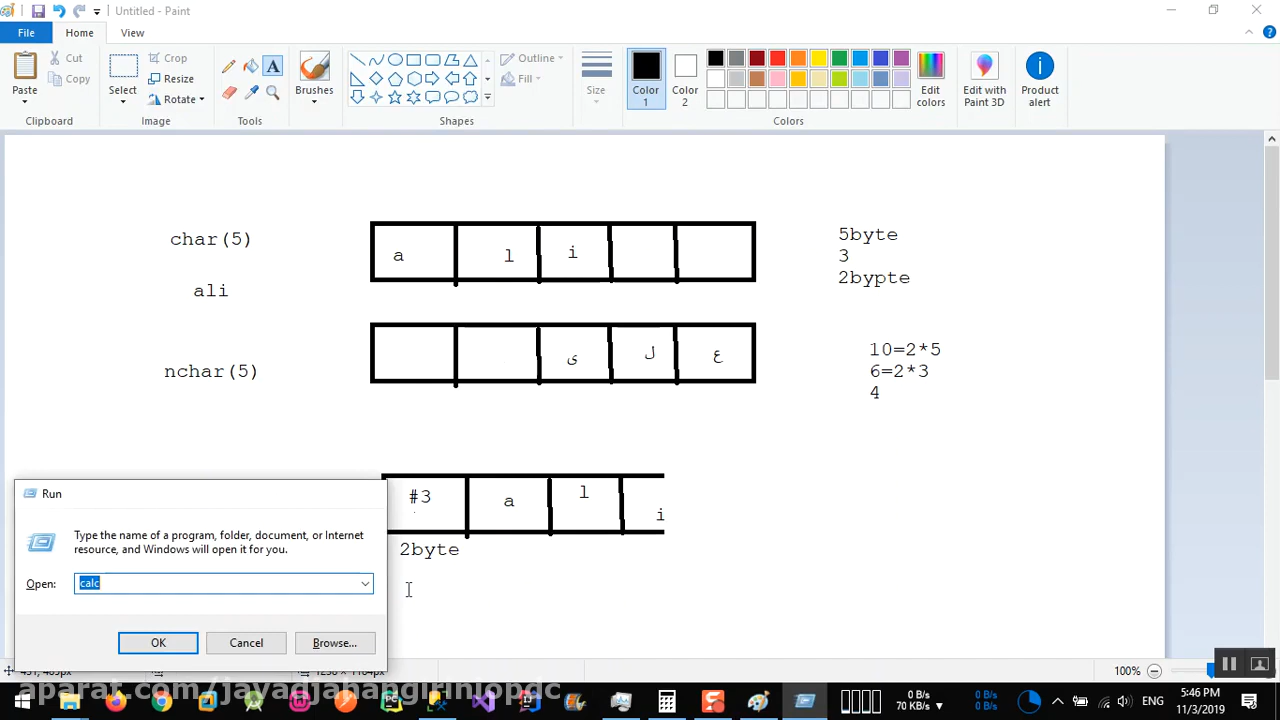 Untitled - Paint
File
Home
View
Paste
Cut
Copy
Clipboard
Select
Crop
Resize
Rotate
Image
A
Tools
Brushes
Shapes
Outline
Fill
Size
Color
1
Color
2
Colors
Edit
colors
Edit with
Paint 3D
Product
alert
char(5)
a l i
5byte
3
2bypte
ali
nchar(5)
ع ل ی
10=2*5
6=2*3
4
#3 a l i
2byte
Run
Type the name of a program, folder, document, or Internet
resource, and Windows will open it for you.
Open:
calc
OK
Cancel
Browse...
100%
0 B/s
70 KB/s
0 B/s
0 B/s
ENG
5:46 PM
11/3/2019